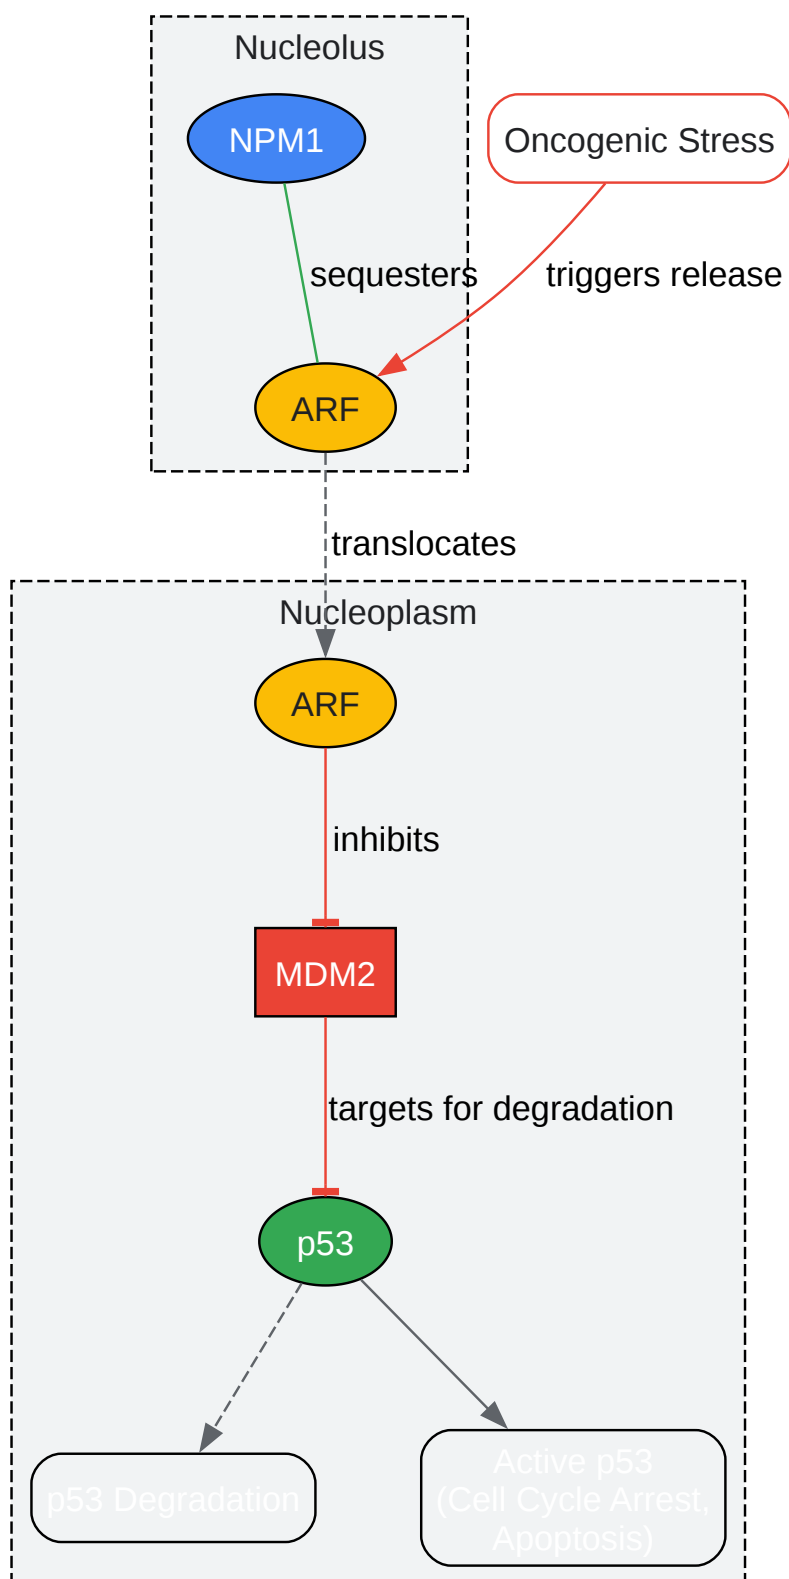 Nucleolus
NPM1
Oncogenic Stress
sequesters
triggers release
ARF
translocates
Nucleoplasm
ARF
inhibits
MDM2
targets for degradation
p53
p53 Degradation
Active p53
(Cell Cycle Arrest,
Apoptosis)